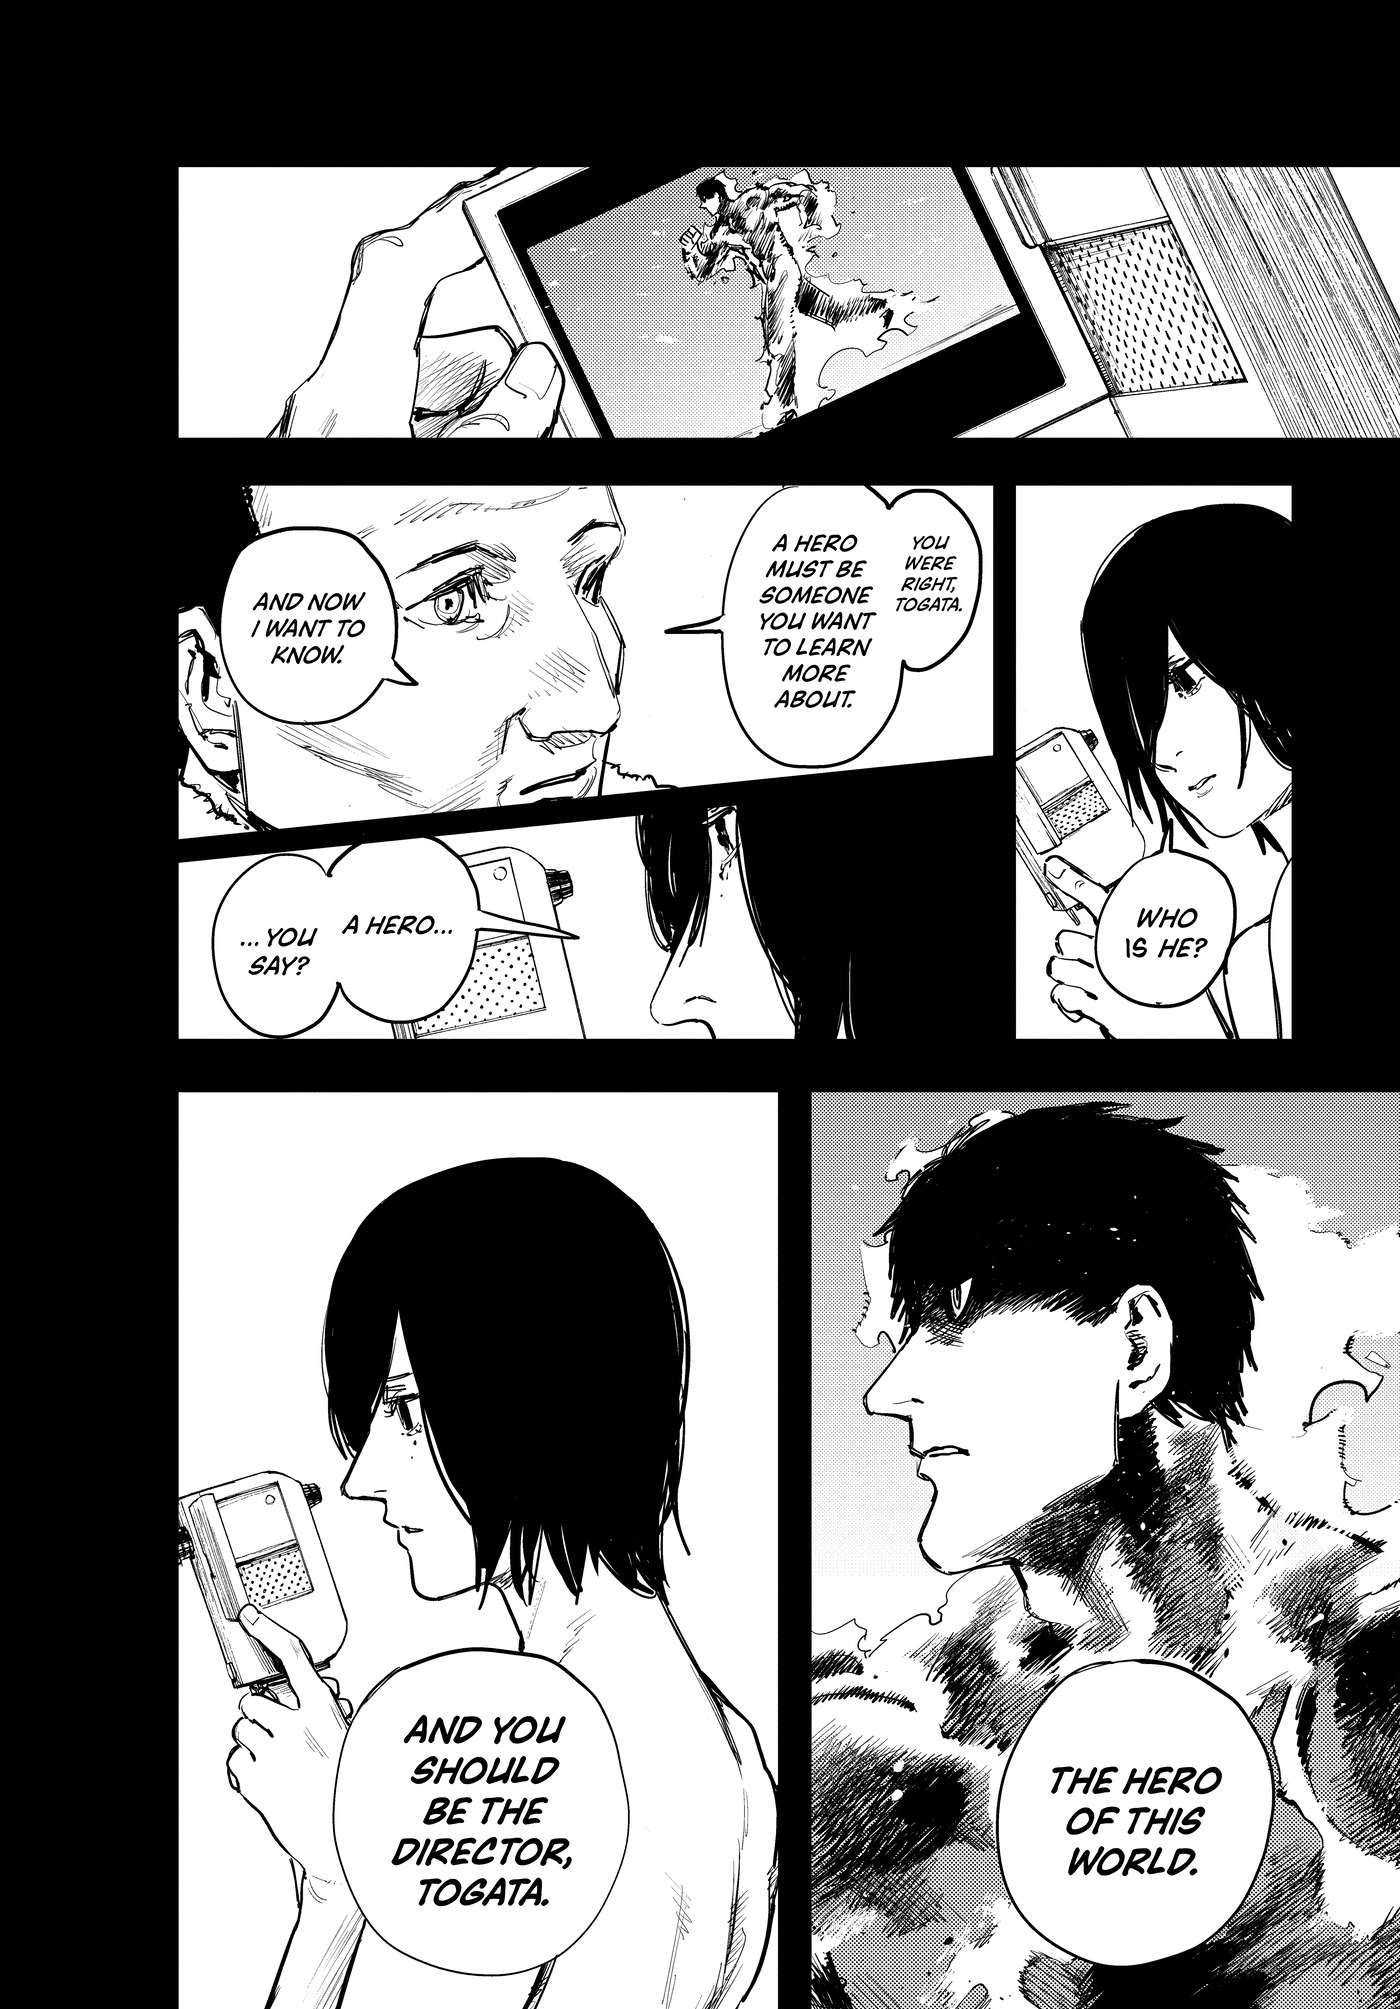 WHO
IS HE?
YOU
WERE
RIGHT,
TOGATA.
A HERO
MUST BE
SOMEONE
YOU WANT
TO LEARN
MORE
ABOUT.
AND NOW
I WANT TO
KNOW.
A HERO...
...YOU
SAY?
THE HERO
OF THIS
WORLD.
AND YOU
SHOULD
BE THE
DIRECTOR,
TOGATA.